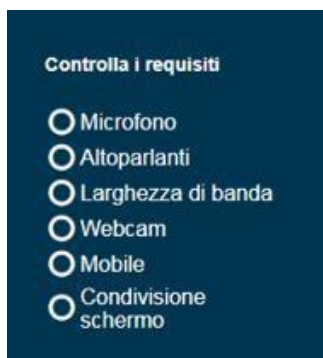 Controlla i requisiti
Microfono
Altoparlanti
Larghezza di banda
Webcam
Mobile
Condivisione
schermo